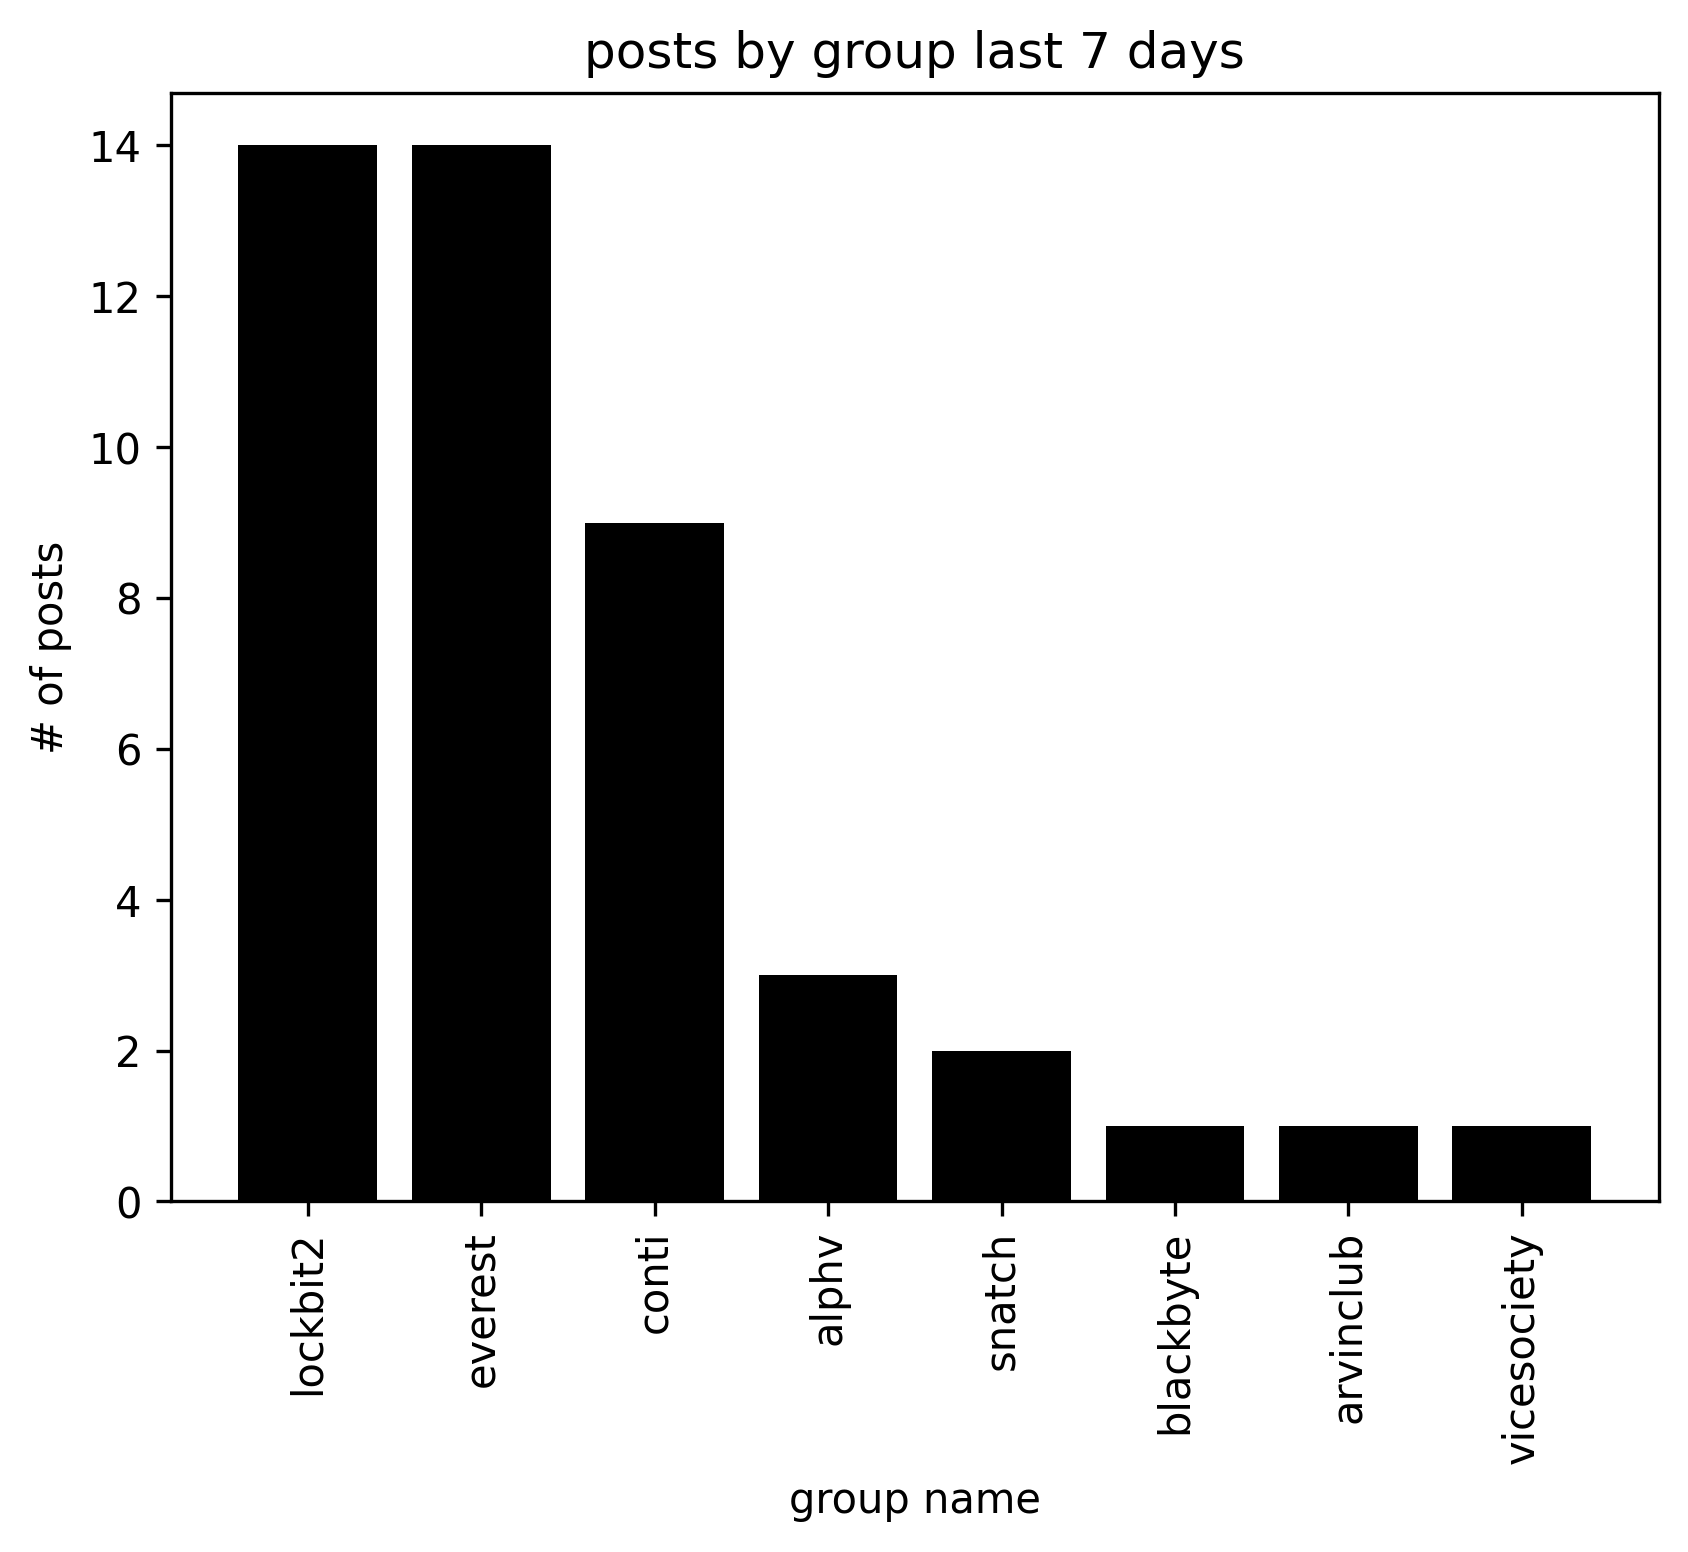 posts by group last 7 days
14
12
10
8
6
4
2
0
# of posts
lockbit2
everest
conti
alphv
snatch
blackbyte
arvinclub
vicesociety
group name